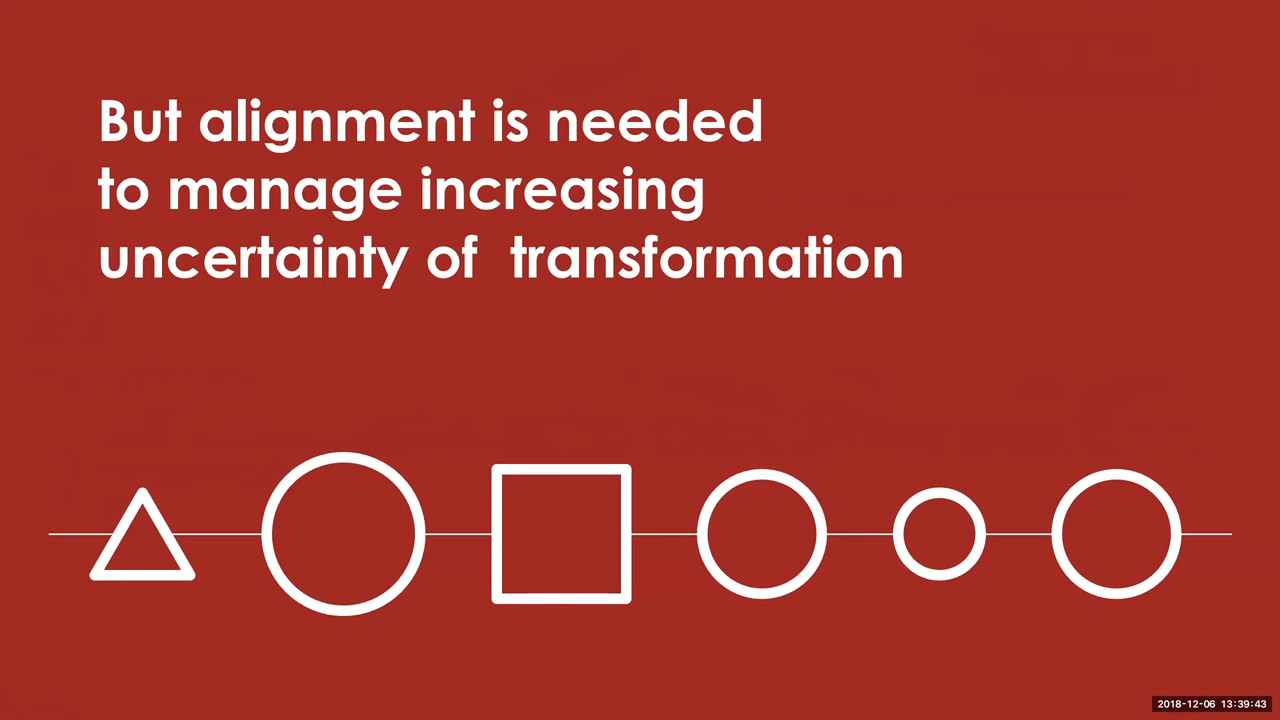 But alignment is needed
to manage increasing
uncertainty of  transformation
2018-12-06 13:39:43